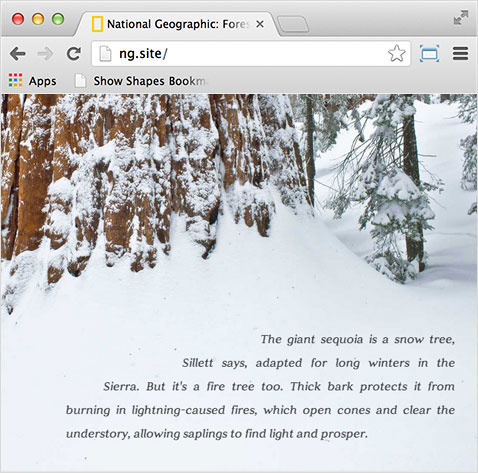 National Geographic: Fores
ng.site/
Apps
Show Shapes Bookm
The giant sequoia is a snow tree,
Sillett says, adapted for long winters in the
Sierra. But it's a fire tree too. Thick bark protects it from
burning in lightning-caused fires, which open cones and clear the
understory, allowing saplings to find light and prosper.